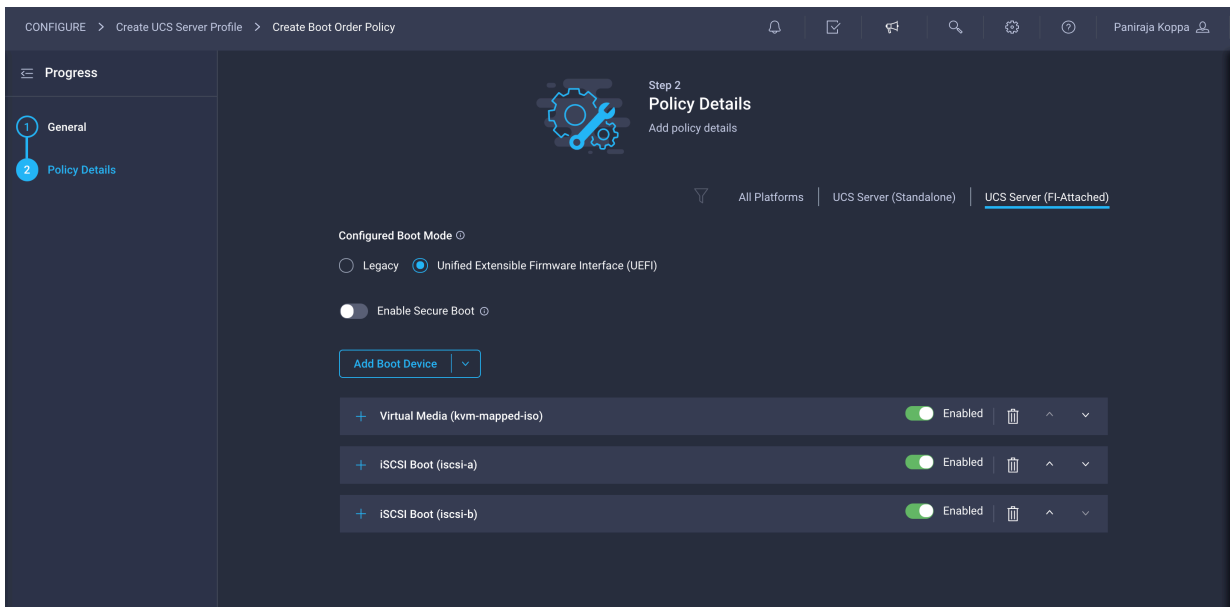 CONFIGURE > Create UCS Server Profile > Create Boot Order Policy
Paniraja Koppa
Progress
1 General
2 Policy Details
Step 2
Policy Details
Add policy details
All Platforms | UCS Server (Standalone) | UCS Server (FI-Attached)
Configured Boot Mode
Legacy Unified Extensible Firmware Interface (UEFI)
Enable Secure Boot
Add Boot Device
+ Virtual Media (kvm-mapped-iso) Enabled
+ iSCSI Boot (iscsi-a) Enabled
+ iSCSI Boot (iscsi-b) Enabled